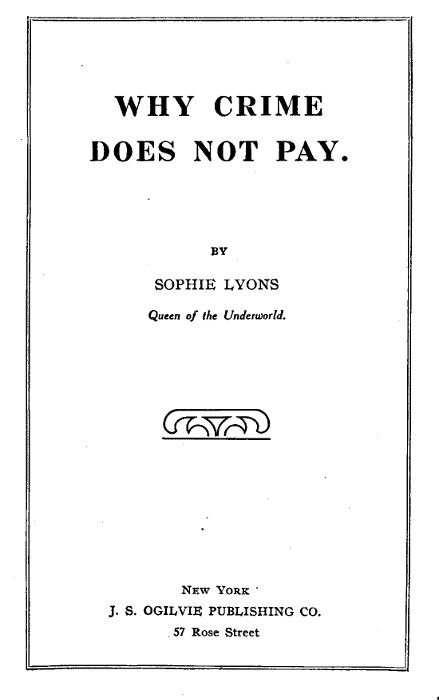 WHY CRIME
DOES NOT PAY.
BY
SOPHIE LYONS
Queen of the Underworld.
NEW YORK
J. S. OGILVIE PUBLISHING CO.
57 Rose Street